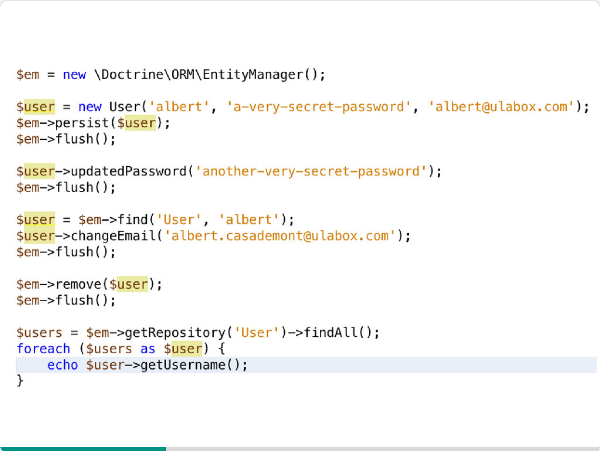 $em = new \Doctrine\ORM\EntityManager();
$user = new User('albert', 'a-very-secret-password', 'albert@ulabox.com');
$em->persist($user);
$em->flush();
$user->updatedPassword('another-very-secret-password');
$em->flush();
$user = $em->find('User', 'albert');
$user->changeEmail('albert.casademont@ulabox.com');
$em->flush();
$em->remove($user);
$em->flush();
$users = $em->getRepository('User')->findAll();
foreach ($users as $user) {
    echo $user->getUsername();
}